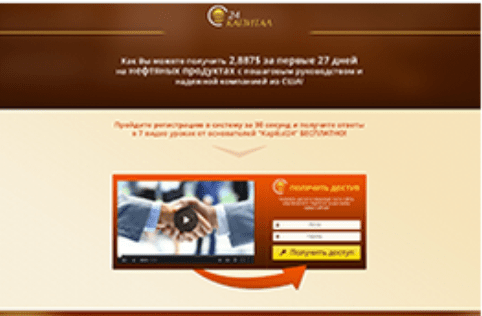 24
КАПИТАЛ
Как Вы можете получить 2,887$ за первые 27 дней
на нефтяных продуктах с пошаговым руководством и
надежной компанией из США!
Пройдите регистрацию в систему за 30 секунд и получите ответы
в 7 видео уроках от основателей БЕСПЛАТНО!
ПОЛУЧИТЬ ДОСТУП
Получить доступ